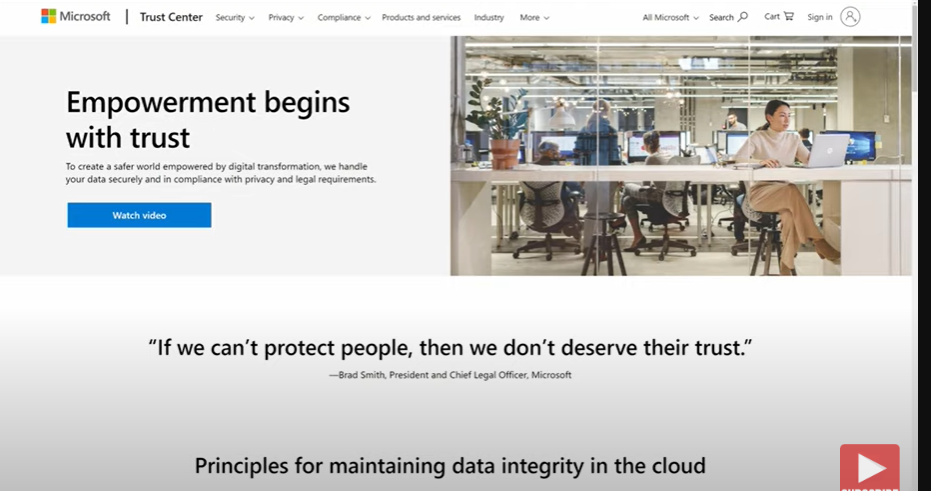 Microsoft | Trust Center Security Privacy Compliance Products and services Industry More All Microsoft Search Cart Sign in
Empowerment begins
with trust
To create a safer world empowered by digital transformation, we handle
your data securely and in compliance with privacy and legal requirements.
Watch video
“If we can’t protect people, then we don’t deserve their trust.”
—Brad Smith, President and Chief Legal Officer, Microsoft
Principles for maintaining data integrity in the cloud
SUBSCRIBE